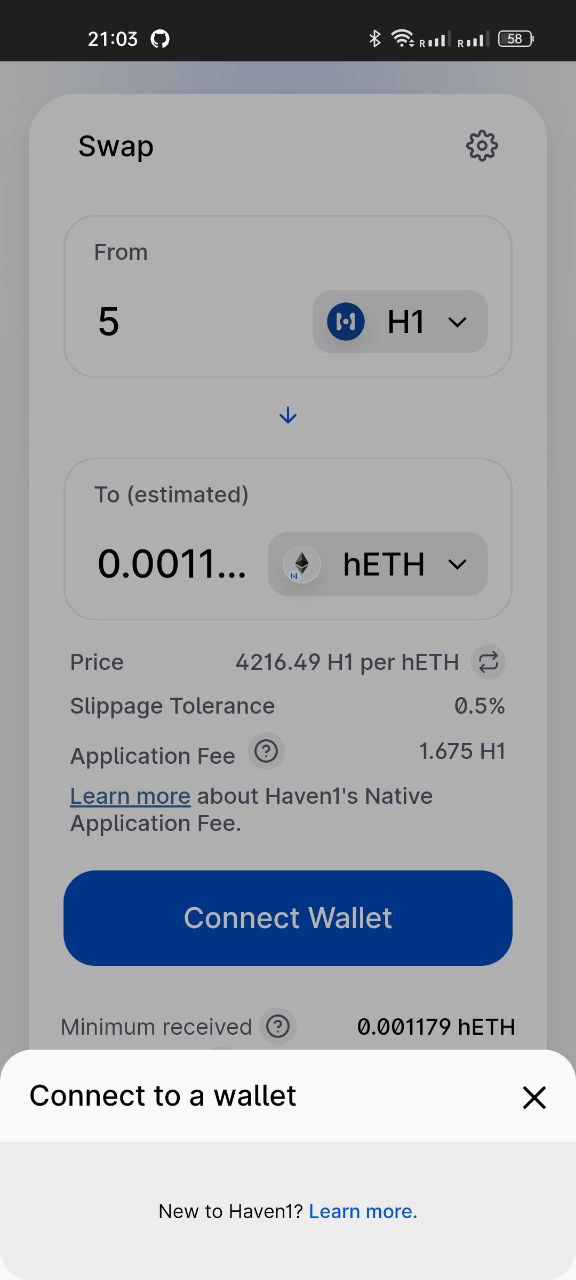 21:03 R R 58
Swap
From
5 H1
To (estimated)
0.0011... hETH
Price 4216.49 H1 per hETH
Slippage Tolerance 0.5%
Application Fee ? 1.675 H1
Learn more about Haven1's Native
Application Fee.
Connect Wallet
Minimum received ? 0.001179 hETH
Connect to a wallet
New to Haven1? Learn more.